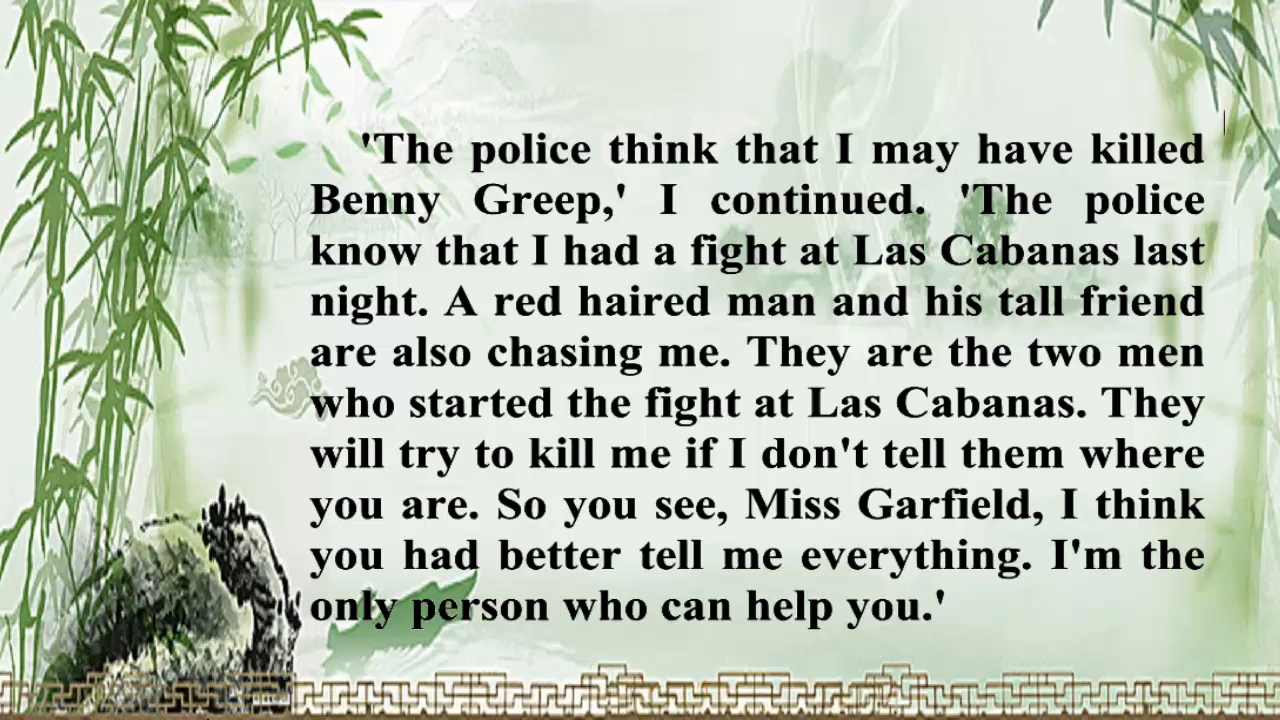 'The police think that I may have killed
Benny Greep,' I continued. 'The police
know that I had a fight at Las Cabanas last
night. A red haired man and his tall friend
are also chasing me. They are the two men
who started the fight at Las Cabanas. They
will try to kill me if I don't tell them where
you are. So you see, Miss Garfield, I think
you had better tell me everything. I'm the
only person who can help you.'